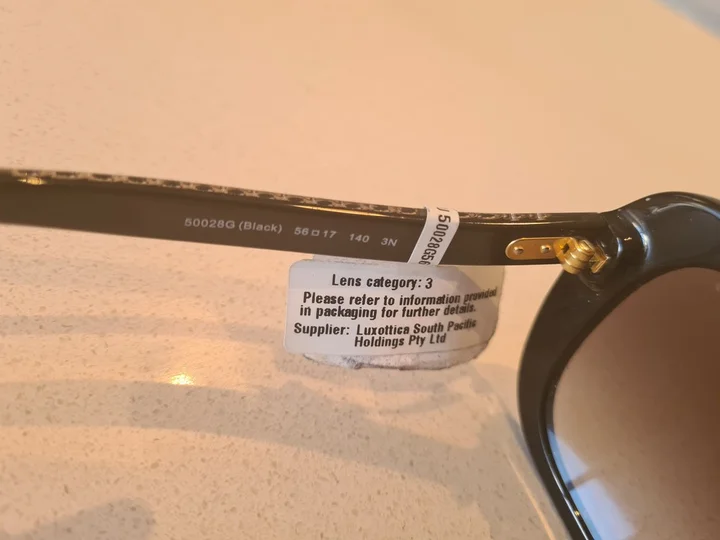 50028G (Black) 56□17 140 3N
50028G56
Lens category: 3
Please refer to information provided
in packaging for further details.
Supplier: Luxottica South Pacific
Holdings Pty Ltd